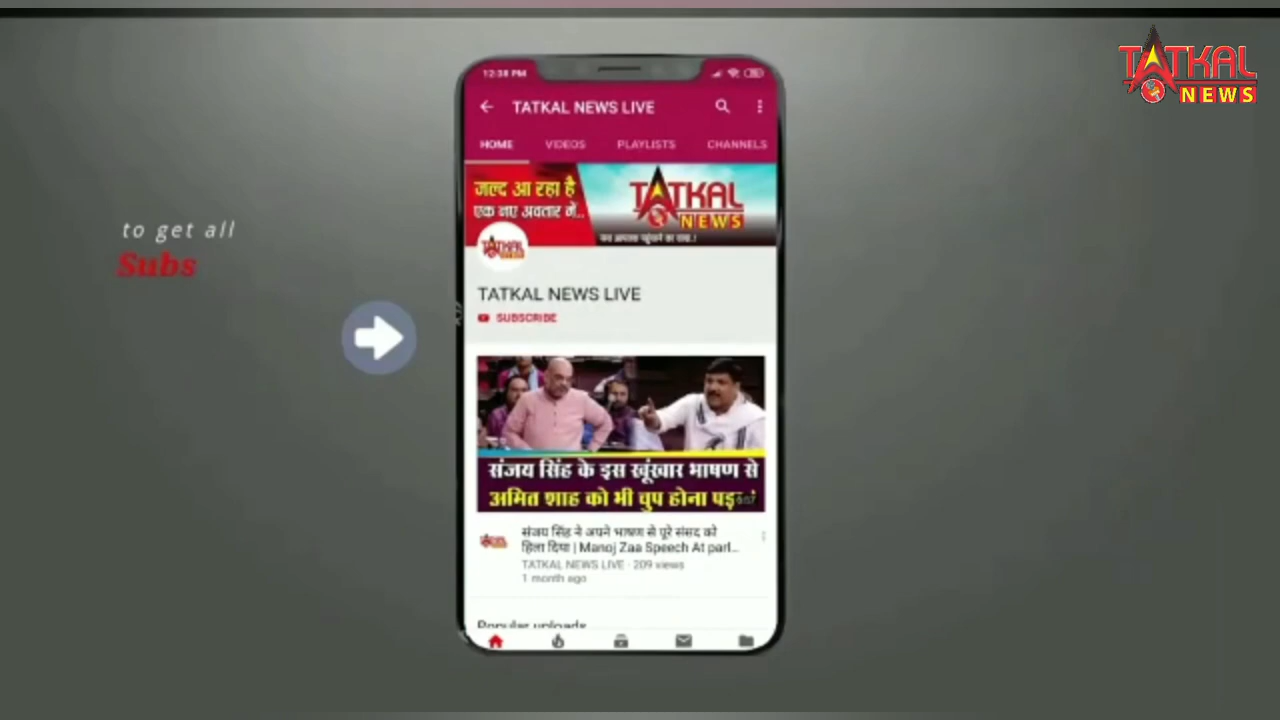 TATKAL
NEWS
to get all
Subs
12:38 PM
TATKAL NEWS LIVE
HOME VIDEOS PLAYLISTS CHANNELS
जल्द आ रहा है
एक नए अवतार में..
TATKAL
NEWS
TATKAL NEWS LIVE
SUBSCRIBE
संजय सिंह के इस खूंखार भाषण से
अमित शाह को भी चुप होना
संजय सिंह ने अपने भाषण से पूरे संसद को
हिला दिया | Manoj Zaa Speech At parl...
TATKAL NEWS LIVE · 209 views
1 month ago
Popular uploads